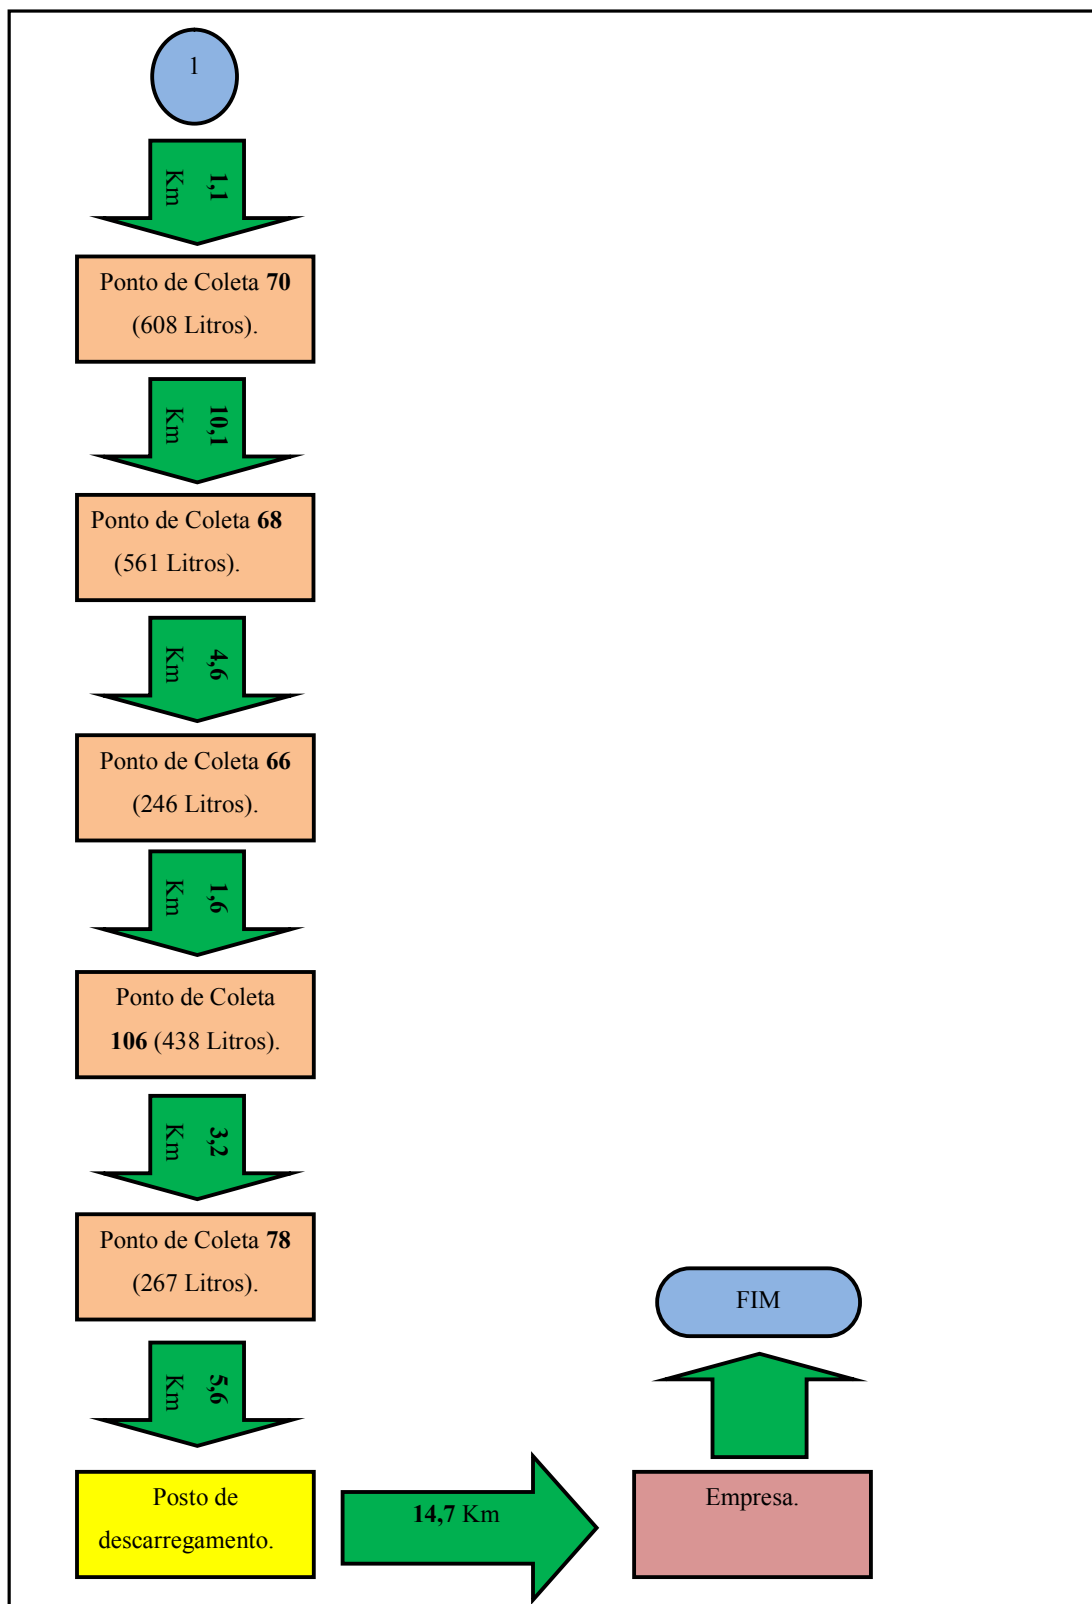 1
1,1
Km
Ponto de Coleta 70
(608 Litros).
10,1
Km
Ponto de Coleta 68
(561 Litros).
4,6
Km
Ponto de Coleta 66
(246 Litros).
1,6
Km
Ponto de Coleta
106 (438 Litros).
3,2
Km
Ponto de Coleta 78
(267 Litros).
5,6
Km
Posto de
descarregamento.
14,7 Km
Empresa.
FIM